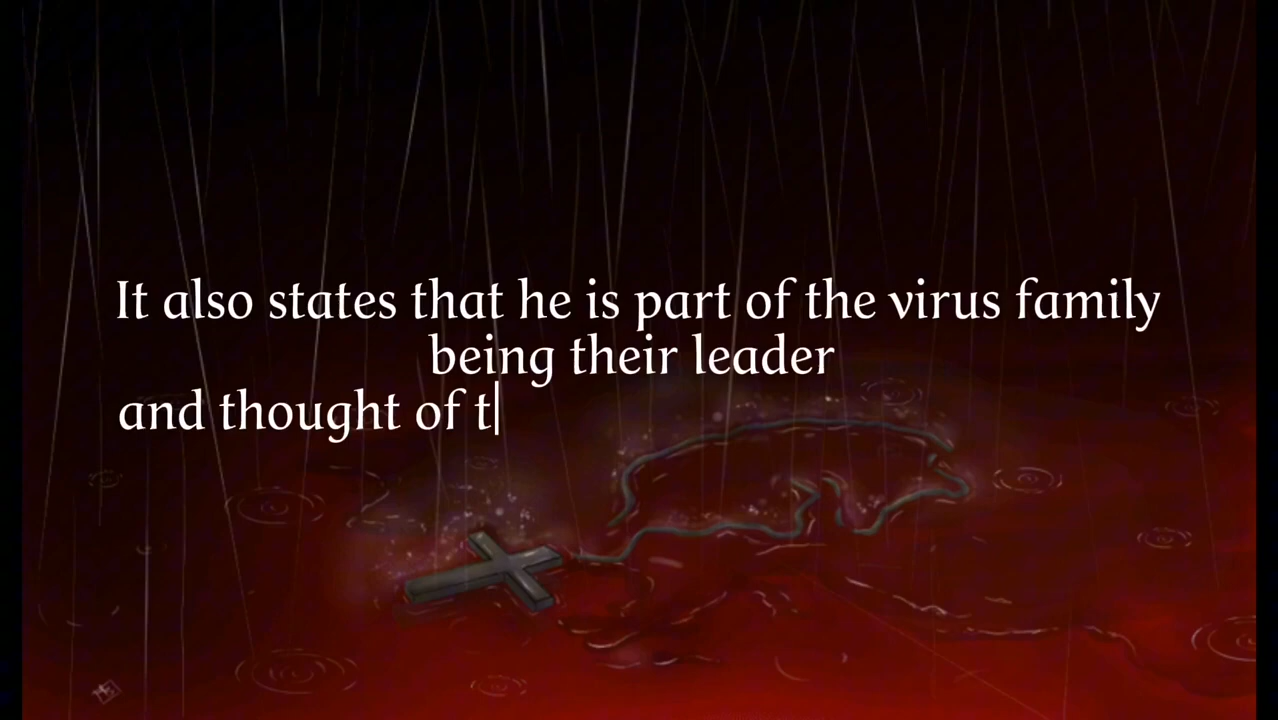 It also states that he is part of the virus family
being their leader
and thought of t